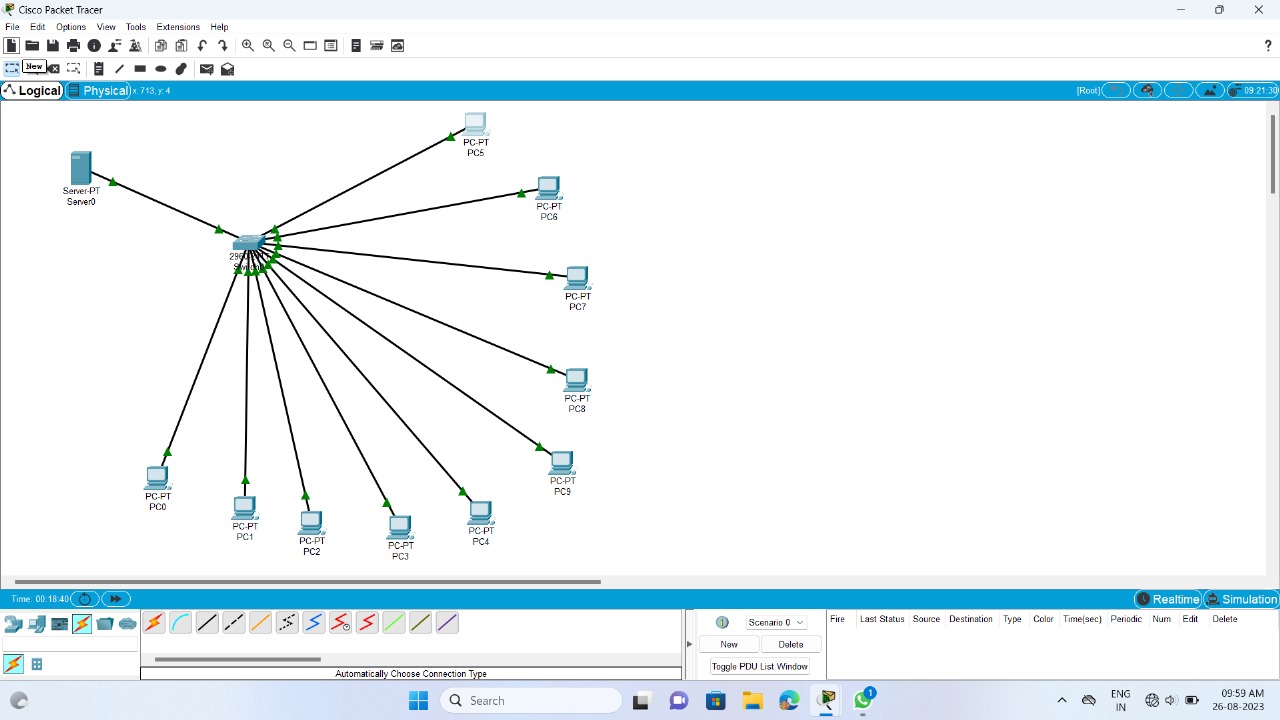 Cisco Packet Tracer
File Edit Options View Tools Extensions Help
?
New
Logical Physical x: 713, y: 4 [Root] 09:21:30
PC-PT
PC5
Server-PT
Server0
PC-PT
PC6
PC-PT
PC7
PC-PT
PC8
PC-PT
PC9
PC-PT
PC0
PC-PT
PC1
PC-PT
PC2
PC-PT
PC3
PC-PT
PC4
Time: 00:18:40 Realtime Simulation
Scenario 0 Fire Last Status Source Destination Type Color Time(sec) Periodic Num Edit Delete
New Delete
Toggle PDU List Window
Automatically Choose Connection Type
Search
1
ENG
IN
09:59 AM
26-08-2023